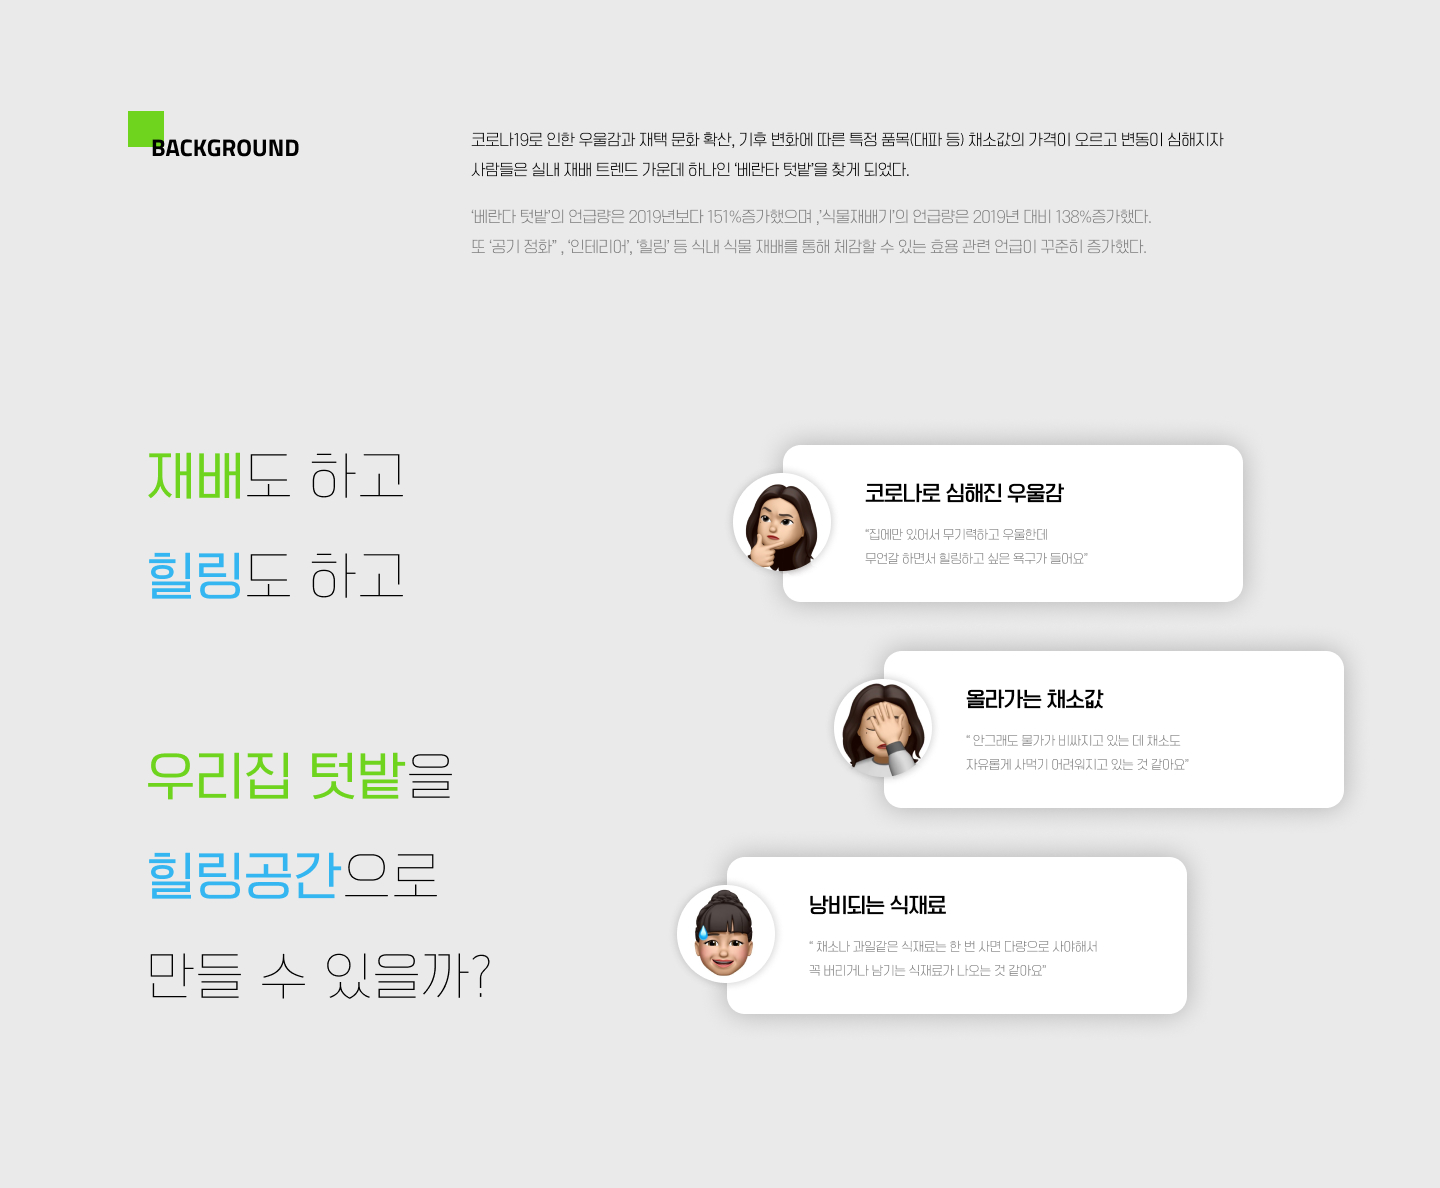 BACKGROUND
코로나19로 인한 우울감과 재택 문화 확산, 기후 변화에 따른 특정 품목(대파 등) 채소값의 가격이 오르고 변동이 심해지자
사람들은 실내 재배 트렌드 가운데 하나인 ‘베란다 텃밭’을 찾게 되었다.
‘베란다 텃밭’의 언급량은 2019년보다 151%증가했으며 ,’식물재배기’의 언급량은 2019년 대비 138%증가했다.
또 ‘공기 정화” , ‘인테리어’, ‘힐링’ 등 식내 식물 재배를 통해 체감할 수 있는 효용 관련 언급이 꾸준히 증가했다.
재배도 하고
힐링도 하고
우리집 텃밭을
힐링공간으로
만들 수 있을까?
코로나로 심해진 우울감
“집에만 있어서 무기력하고 우울한데
무언갈 하면서 힐링하고 싶은 욕구가 들어요”
올라가는 채소값
“ 안그래도 물가가 비싸지고 있는 데 채소도
자유롭게 사먹기 어려워지고 있는 것 같아요”
낭비되는 식재료
“ 채소나 과일같은 식재료는 한 번 사면 다량으로 사야해서
꼭 버리거나 남기는 식재료가 나오는 것 같아요”